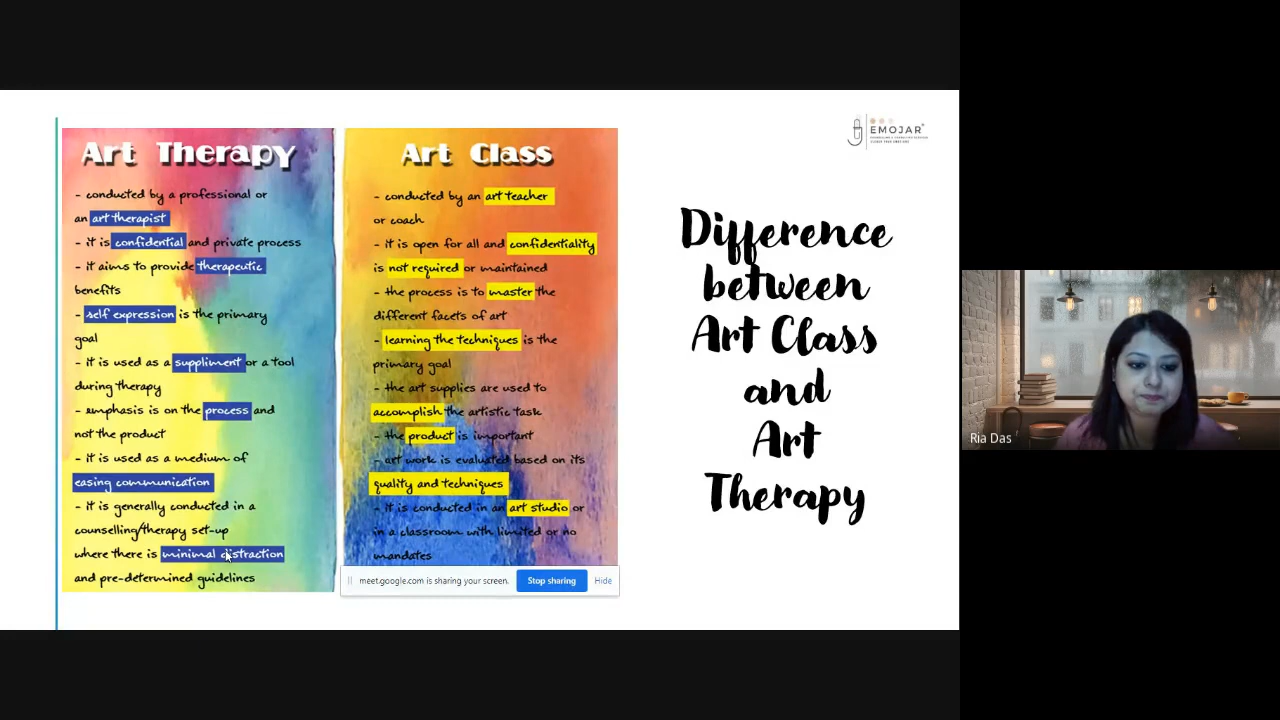 Art Therapy
- conducted by a professional or
an art therapist
- it is confidential and private process
- it aims to provide therapeutic
benefits
- self expression is the primary
goal
- it is used as a suppliment or a tool
during therapy
- emphasis is on the process and
not the product
- it is used as a medium of
easing communication
- it is generally conducted in a
counselling/therapy set-up
where there is minimal distraction
and pre-determined guidelines
Art Class
- conducted by an art teacher
or coach
- it is open for all and confidentiality
is not required or maintained
- the process is to master the
different facets of art
- learning the techniques is the
primary goal
- the art supplies are used to
accomplish the artistic task
- the product is important
- art work is evaluated based on its
quality and techniques
- it is conducted in an art studio or
in a classroom with limited or no
mandates
meet.google.com is sharing your screen. Stop sharing Hide
EMOJAR
Difference
between
Art Class
and
Art
Therapy
Ria Das